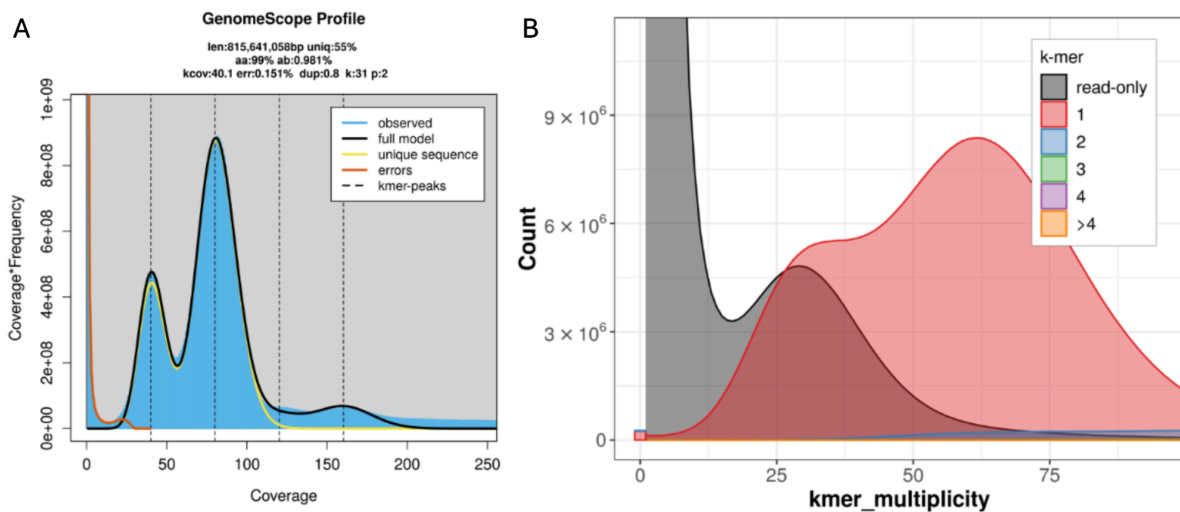 A
GenomeScope Profile
len:815,641,058bp uniq:55%
aa:99% ab:0.981%
kcov:40.1 err:0.151% dup:0.8 k:31 p:2
Coverage*Frequency
0e+00 2e+08 4e+08 6e+08 8e+08 1e+09
observed
full model
unique sequence
errors
kmer-peaks
0 50 100 150 200 250
Coverage
B
Count
9 × 10⁶
6 × 10⁶
3 × 10⁶
0
k-mer
read-only
1
2
3
4
>4
0 25 50 75
kmer_multiplicity